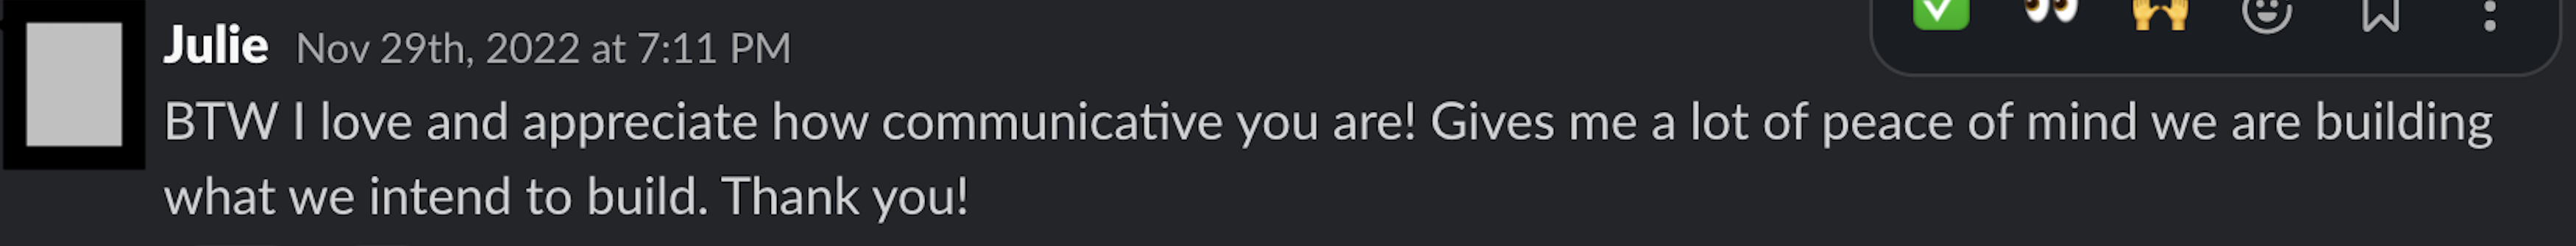 Julie Nov 29th, 2022 at 7:11 PM
BTW I love and appreciate how communicative you are! Gives me a lot of peace of mind we are building
what we intend to build. Thank you!